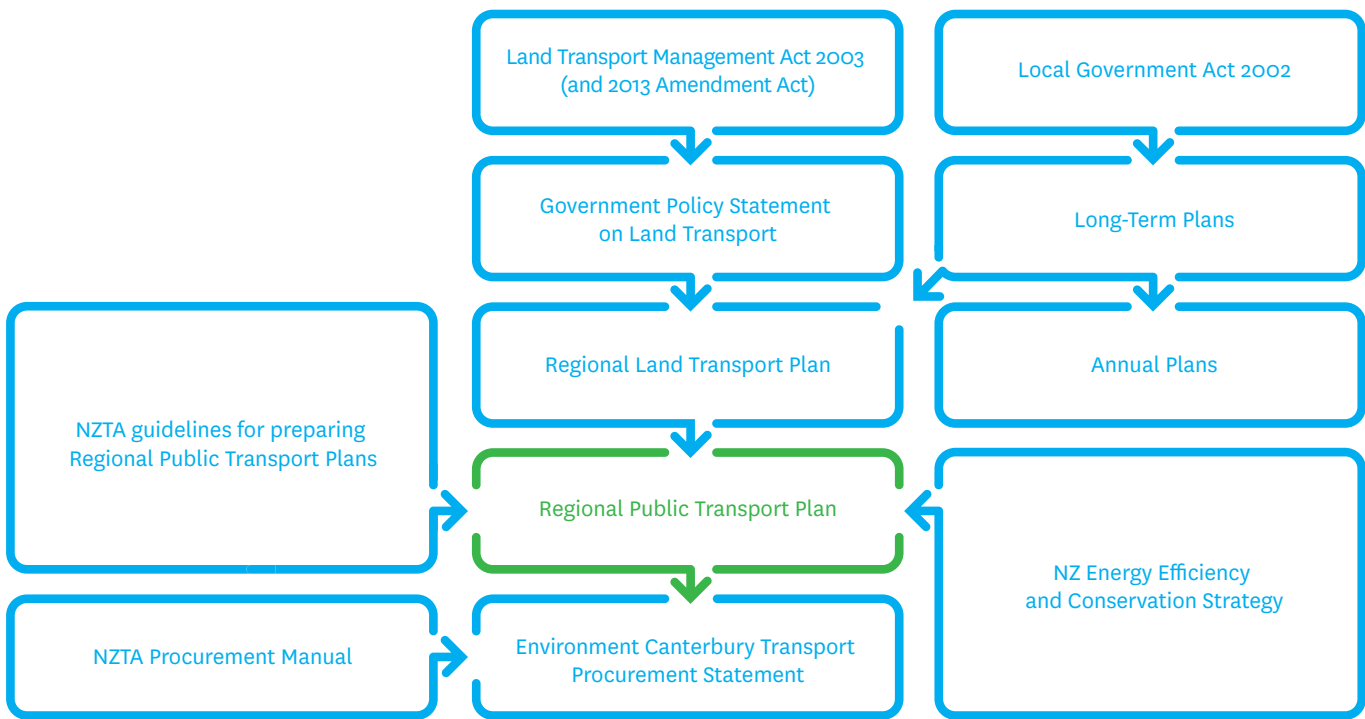 Land Transport Management Act 2003
(and 2013 Amendment Act)
Local Government Act 2002
Government Policy Statement
on Land Transport
Long-Term Plans
Regional Land Transport Plan
Annual Plans
NZTA guidelines for preparing
Regional Public Transport Plans
Regional Public Transport Plan
NZ Energy Efficiency
and Conservation Strategy
NZTA Procurement Manual
Environment Canterbury Transport
Procurement Statement